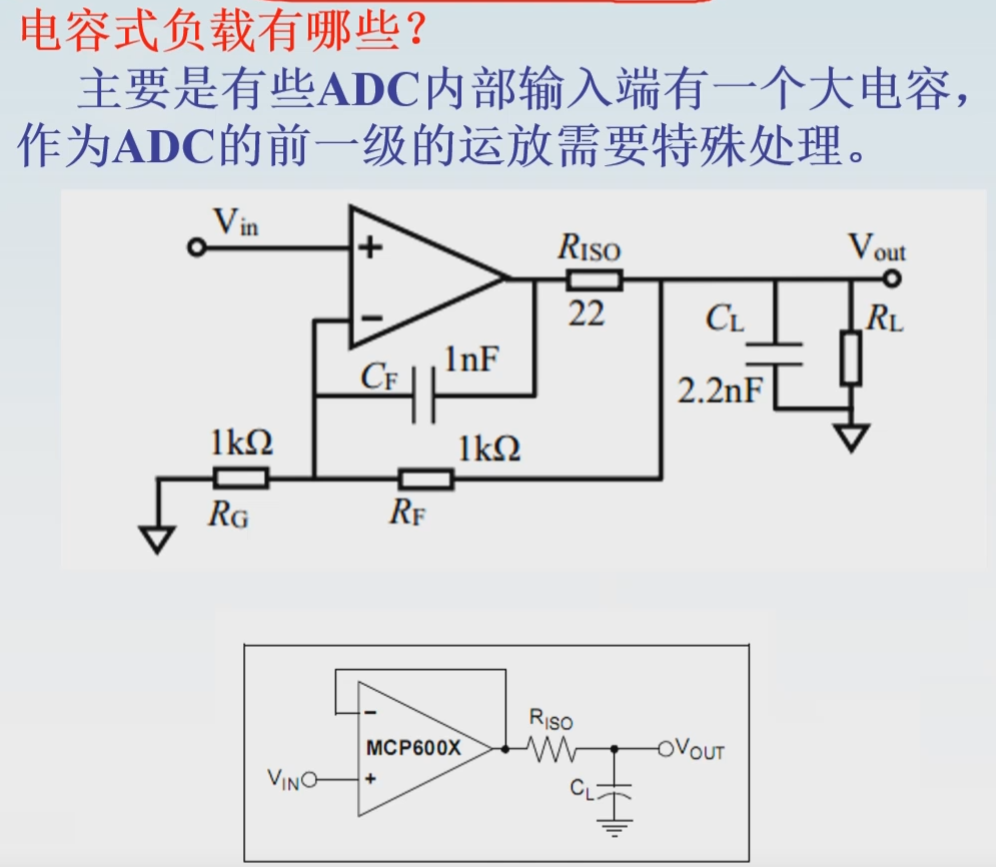 电容式负载有哪些？
主要是有些ADC内部输入端有一个大电容，
作为ADC的前一级的运放需要特殊处理。
Vin
+
RISO
Vout
22
CL
RL
−
1nF
CF
2.2nF
1kΩ
1kΩ
RG
RF
−
RISO
MCP600X
VOUT
VIN
+
CL